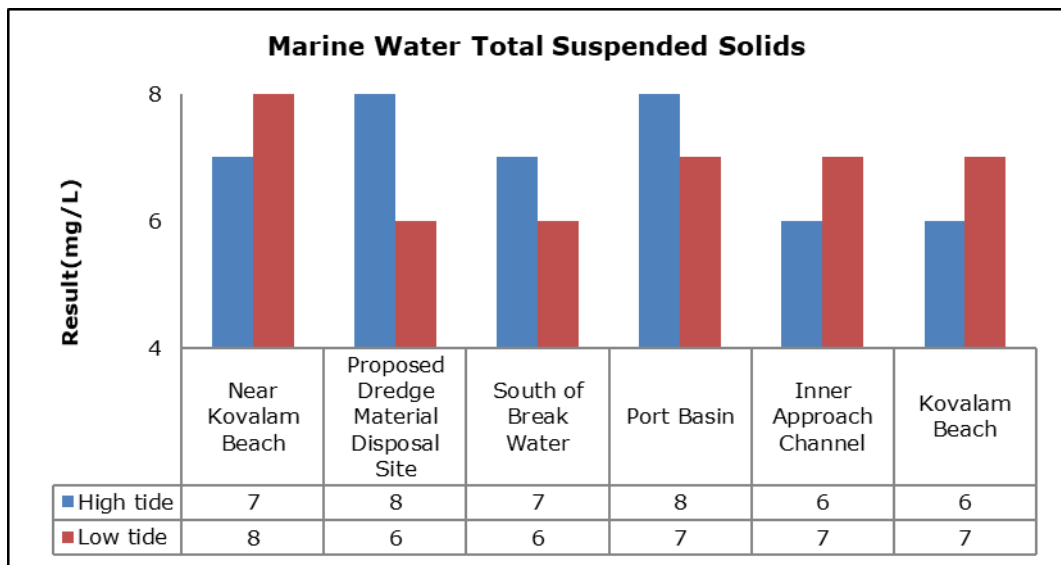 Marine Water Total Suspended Solids
Result(mg/L)
8
6
4
Near
Kovalam
Beach
Proposed
Dredge
Material
Disposal
Site
South of
Break
Water
Port Basin
Inner
Approach
Channel
Kovalam
Beach
High tide 7 8 7 8 6 6
Low tide 8 6 6 7 7 7